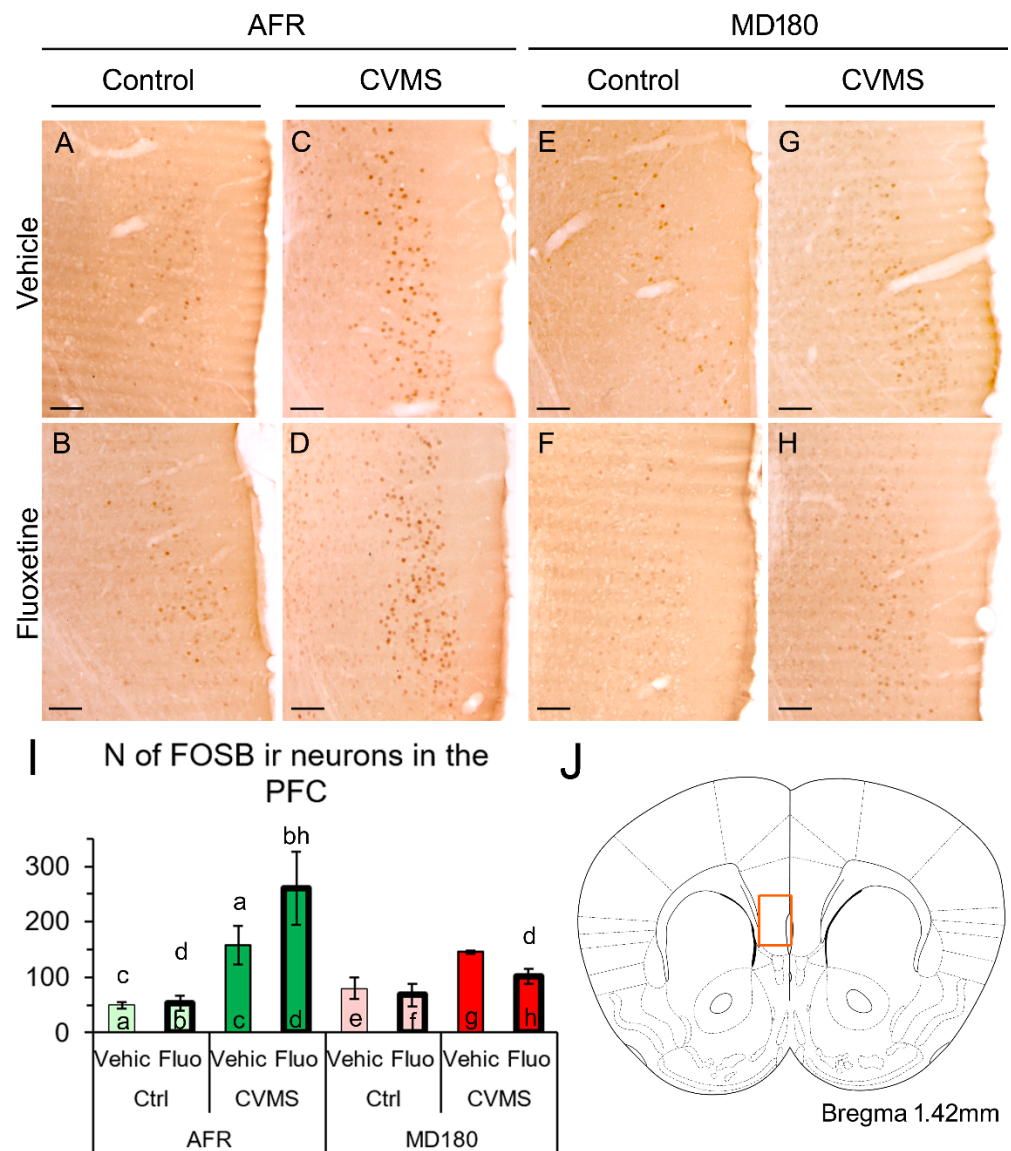 AFR MD180
Control CVMS Control CVMS
Vehicle
A C E G
Fluoxetine
B D F H
I N of FOSB ir neurons in the
PFC
J
bh
300
a
200
d d
c
100
a b c d e f g h
0
Vehic Fluo Vehic Fluo Vehic Fluo Vehic Fluo
Ctrl CVMS Ctrl CVMS
AFR MD180
Bregma 1.42mm